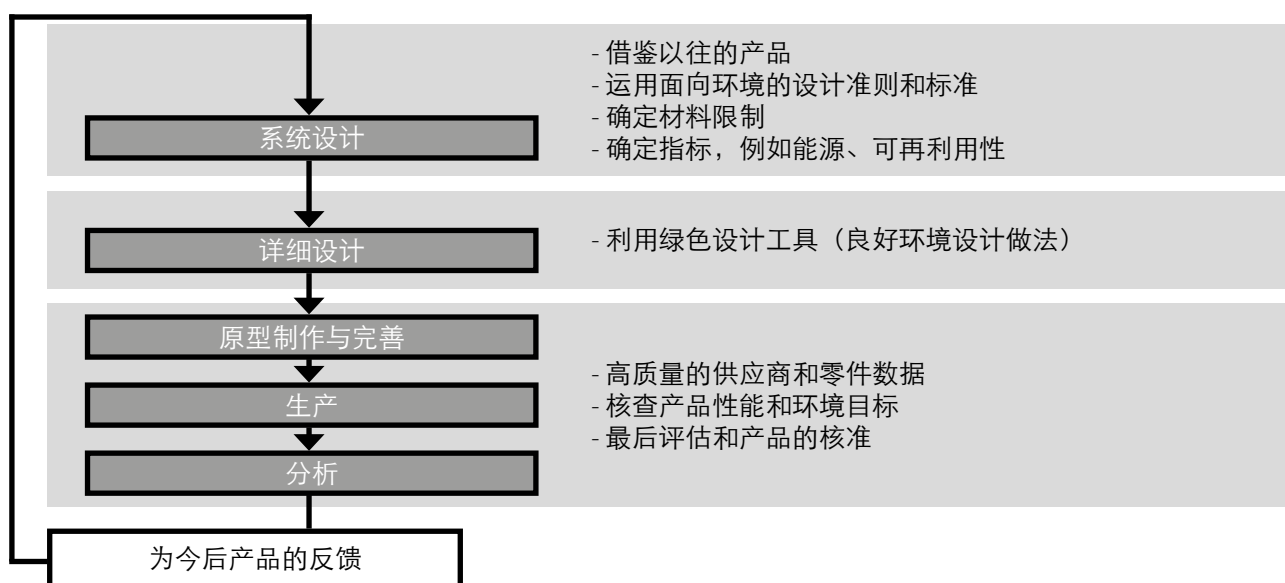 - 借鉴以往的产品
- 运用面向环境的设计准则和标准
- 确定材料限制
- 确定指标，例如能源、可再利用性
系统设计
- 利用绿色设计工具（良好环境设计做法）
详细设计
原型制作与完善
- 高质量的供应商和零件数据
- 核查产品性能和环境目标
- 最后评估和产品的核准
生产
分析
为今后产品的反馈